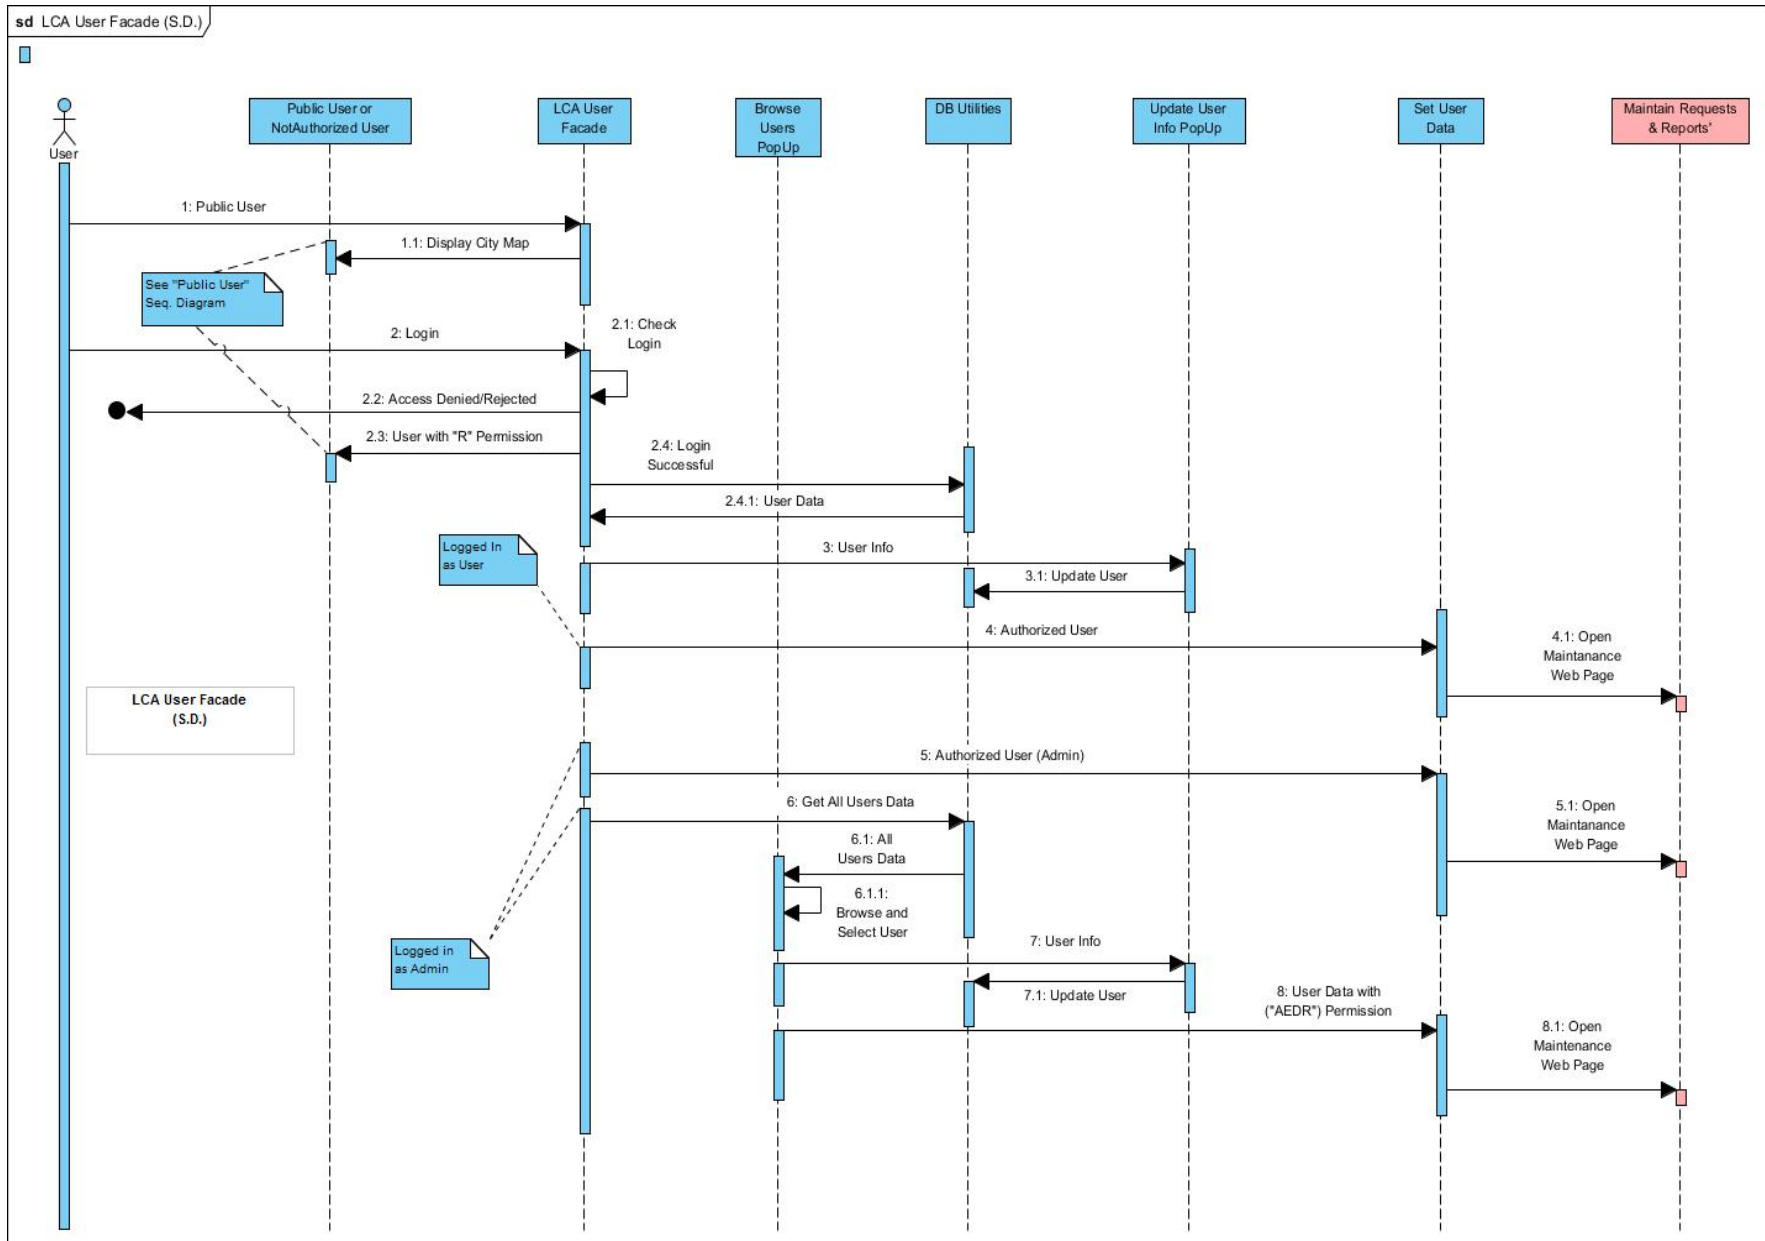 sd LCA User Facade (S.D.)
User
Public User or
NotAuthorized User
LCA User
Facade
Browse
Users
PopUp
DB Utilities
Update User
Info PopUp
Set User
Data
Maintain Requests
& Reports'
1: Public User
1.1: Display City Map
See "Public User"
Seq. Diagram
2: Login
2.1: Check
Login
2.2: Access Denied/Rejected
2.3: User with "R" Permission
2.4: Login
Successful
2.4.1: User Data
Logged In
as User
3: User Info
3.1: Update User
4: Authorized User
4.1: Open
Maintanance
Web Page
LCA User Facade
(S.D.)
5: Authorized User (Admin)
6: Get All Users Data
5.1: Open
Maintanance
Web Page
6.1: All
Users Data
6.1.1:
Browse and
Select User
Logged in
as Admin
7: User Info
7.1: Update User
8: User Data with
("AEDR") Permission
8.1: Open
Maintenance
Web Page